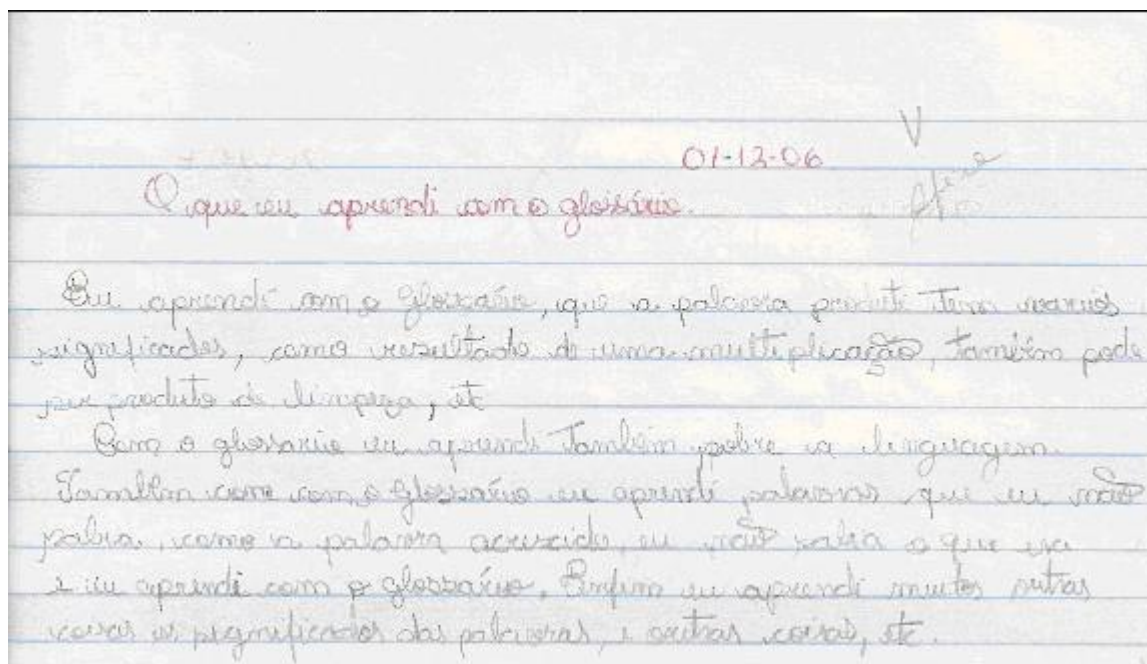 V
01-12-06
O que eu aprendi com o glossário.
Eu aprendi com o Glossário, que a palavra produto tem varios
significados, como resultado de uma multiplicação, também pode
ser produto de limpeza, etc
Com o glossario eu aprendi também sobre a linguagem.
Também com o glossário eu aprendi palavras que eu não
sabia, como a palavra acrescido, eu não sabia o que era
e eu aprendi com o glossário. Enfim eu aprendi muitos outras
coisas os significados das palavras, e outras coisas, etc.